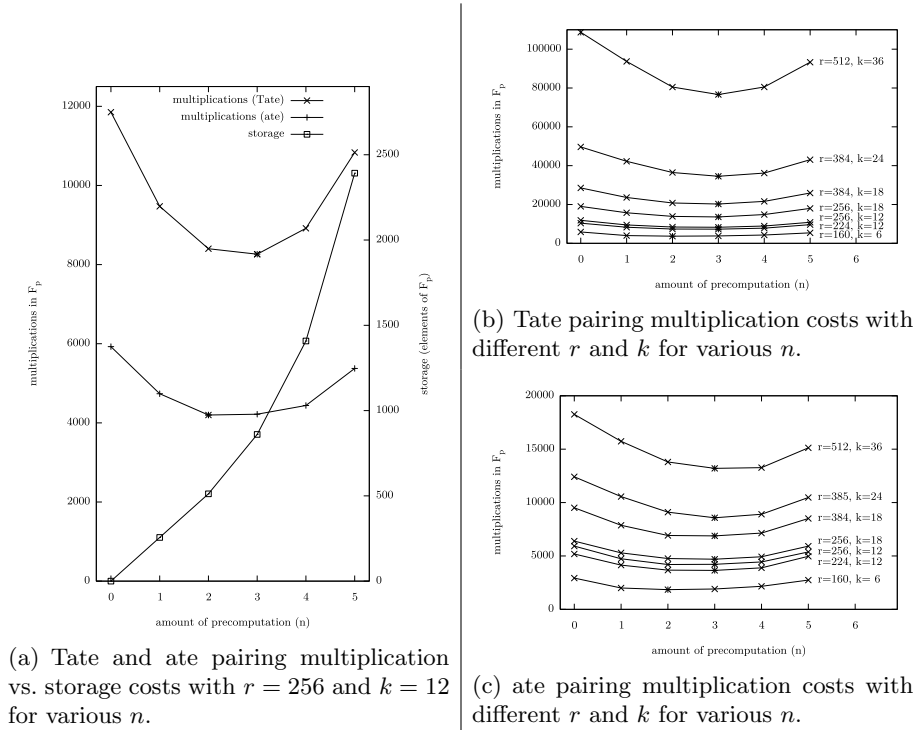 12000
10000
8000
6000
4000
2000
0
multiplications in F_p
multiplications (Tate)
multiplications (ate)
storage
2500
2000
1500
1000
500
0
storage (elements of F_p)
0 1 2 3 4 5
amount of precomputation (n)
(a) Tate and ate pairing multiplication
vs. storage costs with r = 256 and k = 12
for various n.
100000
80000
60000
40000
20000
0
multiplications in F_p
r=512, k=36
r=384, k=24
r=384, k=18
r=256, k=18
r=256, k=12
r=224, k=12
r=160, k= 6
0 1 2 3 4 5 6
amount of precomputation (n)
(b) Tate pairing multiplication costs with
different r and k for various n.
20000
15000
10000
5000
0
multiplications in F_p
r=512, k=36
r=385, k=24
r=384, k=18
r=256, k=18
r=256, k=12
r=224, k=12
r=160, k= 6
0 1 2 3 4 5 6
amount of precomputation (n)
(c) ate pairing multiplication costs with
different r and k for various n.